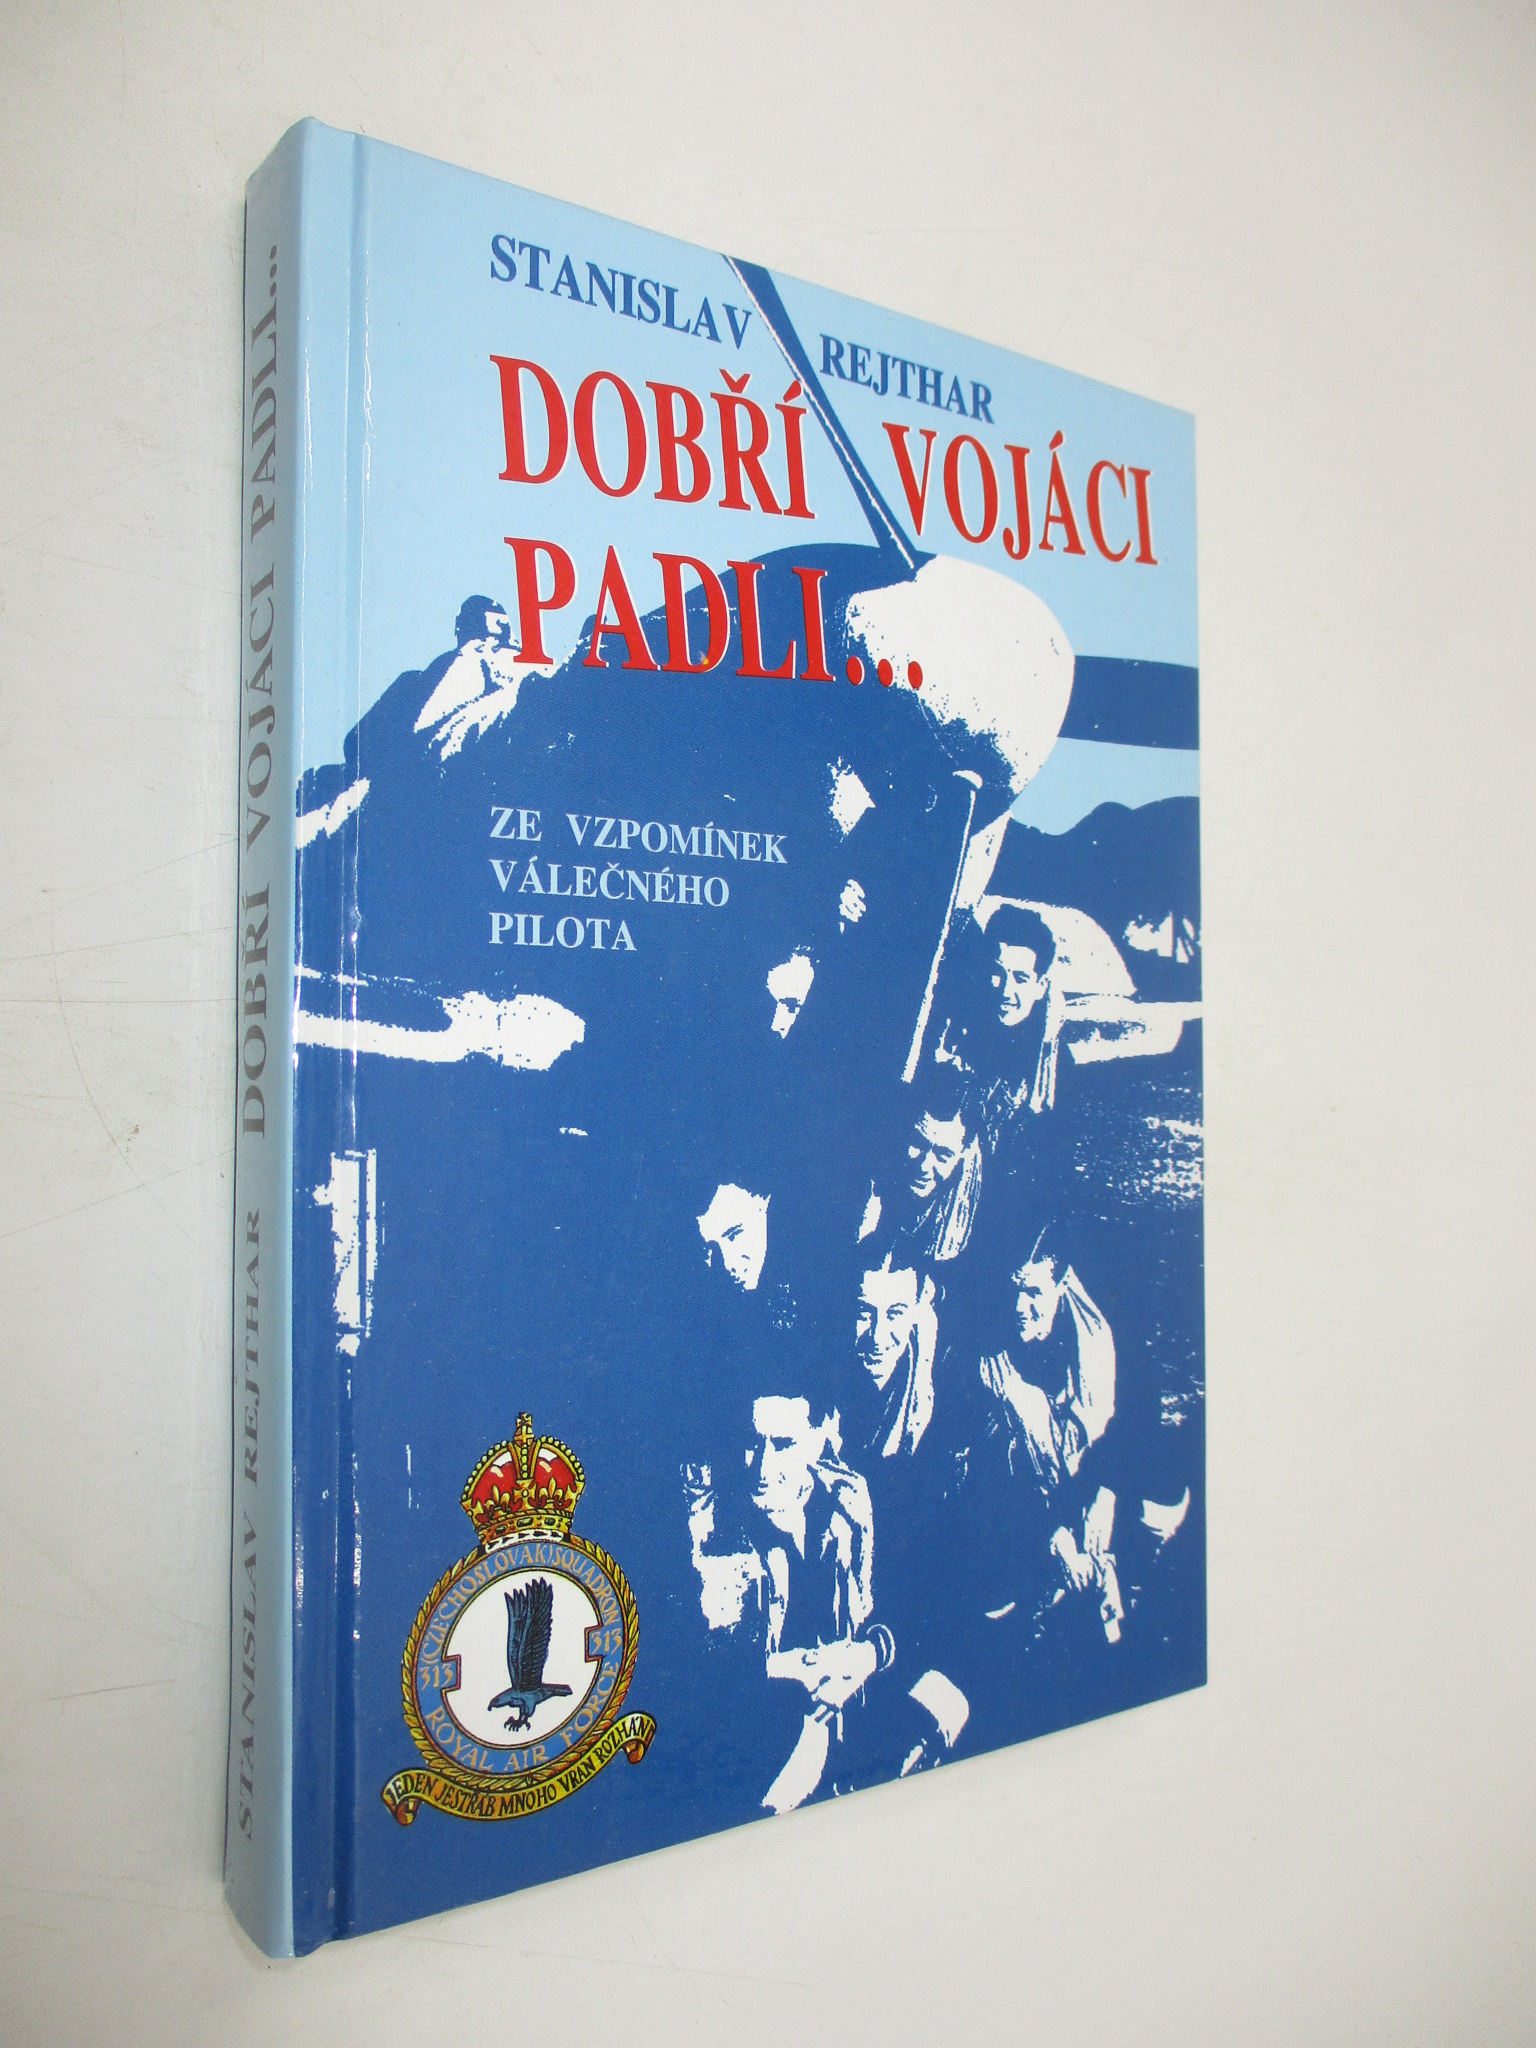 STANISLAV REJTHAR
DOBŘÍ VOJÁCI
PADLI...
ZE VZPOMÍNEK
VÁLEČNÉHO
PILOTA
(CZECHOSLOVAK) SQUADRON
313 313
ROYAL AIR FORCE
JEDEN JESTŘÁB MNOHO VRAN ROZHÁNÍ
STANISLAV REJTHAR DOBŘÍ VOJÁCI PADLI...